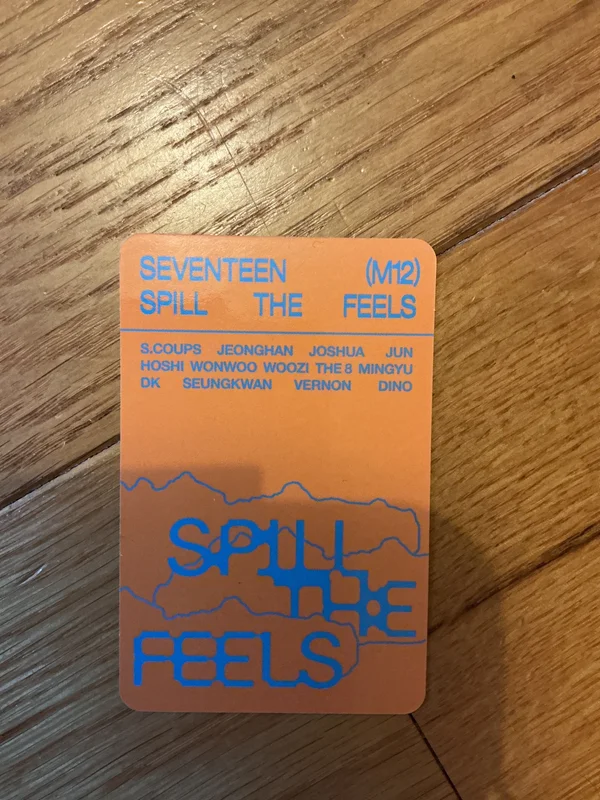 SEVENTEEN (M12)
SPILL THE FEELS
S.COUPS JEONGHAN JOSHUA JUN
HOSHI WONWOO WOOZI THE 8 MINGYU
DK SEUNGKWAN VERNON DINO
SPILL
THE
FEELS